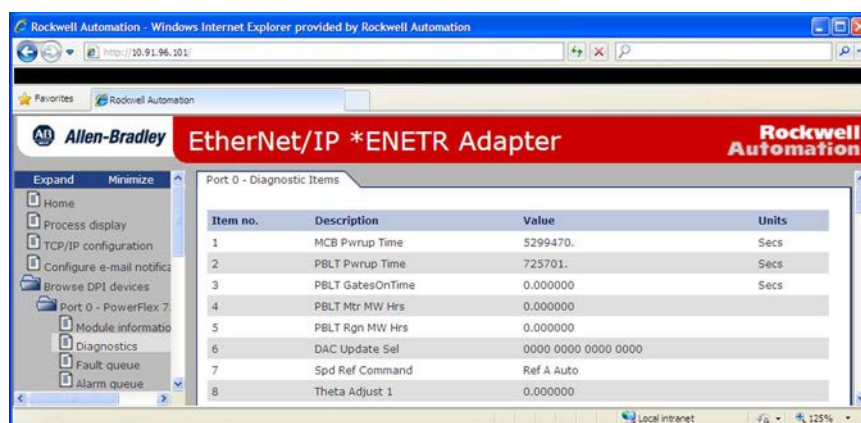 Rockwell Automation - Windows Internet Explorer provided by Rockwell Automation
http://10.91.96.101/
Favorites
Rockwell Automation
AB Allen-Bradley
EtherNet/IP *ENETR Adapter
Rockwell
Automation
Expand Minimize
Home
Process display
TCP/IP configuration
Configure e-mail notifica
Browse DPI devices
Port 0 - PowerFlex 7
Module informatio
Diagnostics
Fault queue
Alarm queue
Port 0 - Diagnostic Items
Item no. Description Value Units
1 MCB Pwrup Time 5299470. Secs
2 PBLT Pwrup Time 725701. Secs
3 PBLT GatesOnTime 0.000000 Secs
4 PBLT Mtr MW Hrs 0.000000
5 PBLT Rgn MW Hrs 0.000000
6 DAC Update Sel 0000 0000 0000 0000
7 Spd Ref Command Ref A Auto
8 Theta Adjust 1 0.000000
Local intranet
125%